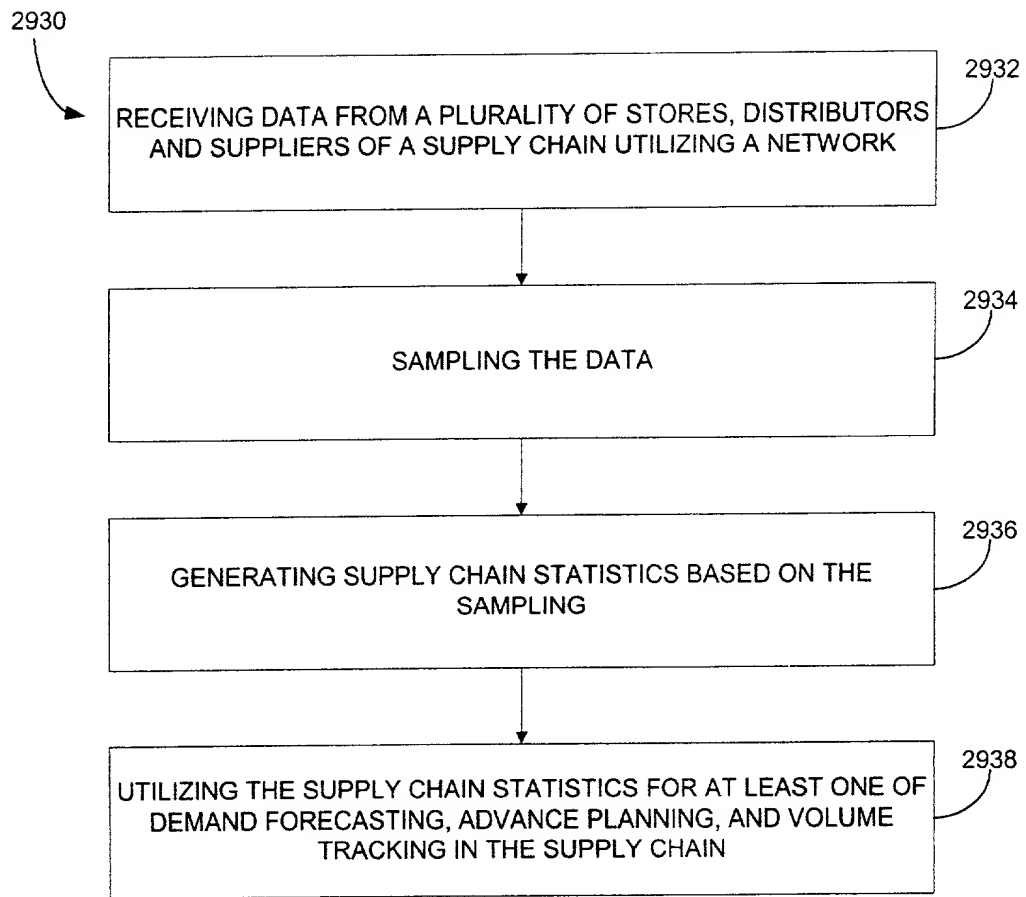 2930
2932
RECEIVING DATA FROM A PLURALITY OF STORES, DISTRIBUTORS
AND SUPPLIERS OF A SUPPLY CHAIN UTILIZING A NETWORK
2934
SAMPLING THE DATA
2936
GENERATING SUPPLY CHAIN STATISTICS BASED ON THE
SAMPLING
2938
UTILIZING THE SUPPLY CHAIN STATISTICS FOR AT LEAST ONE OF
DEMAND FORECASTING, ADVANCE PLANNING, AND VOLUME
TRACKING IN THE SUPPLY CHAIN